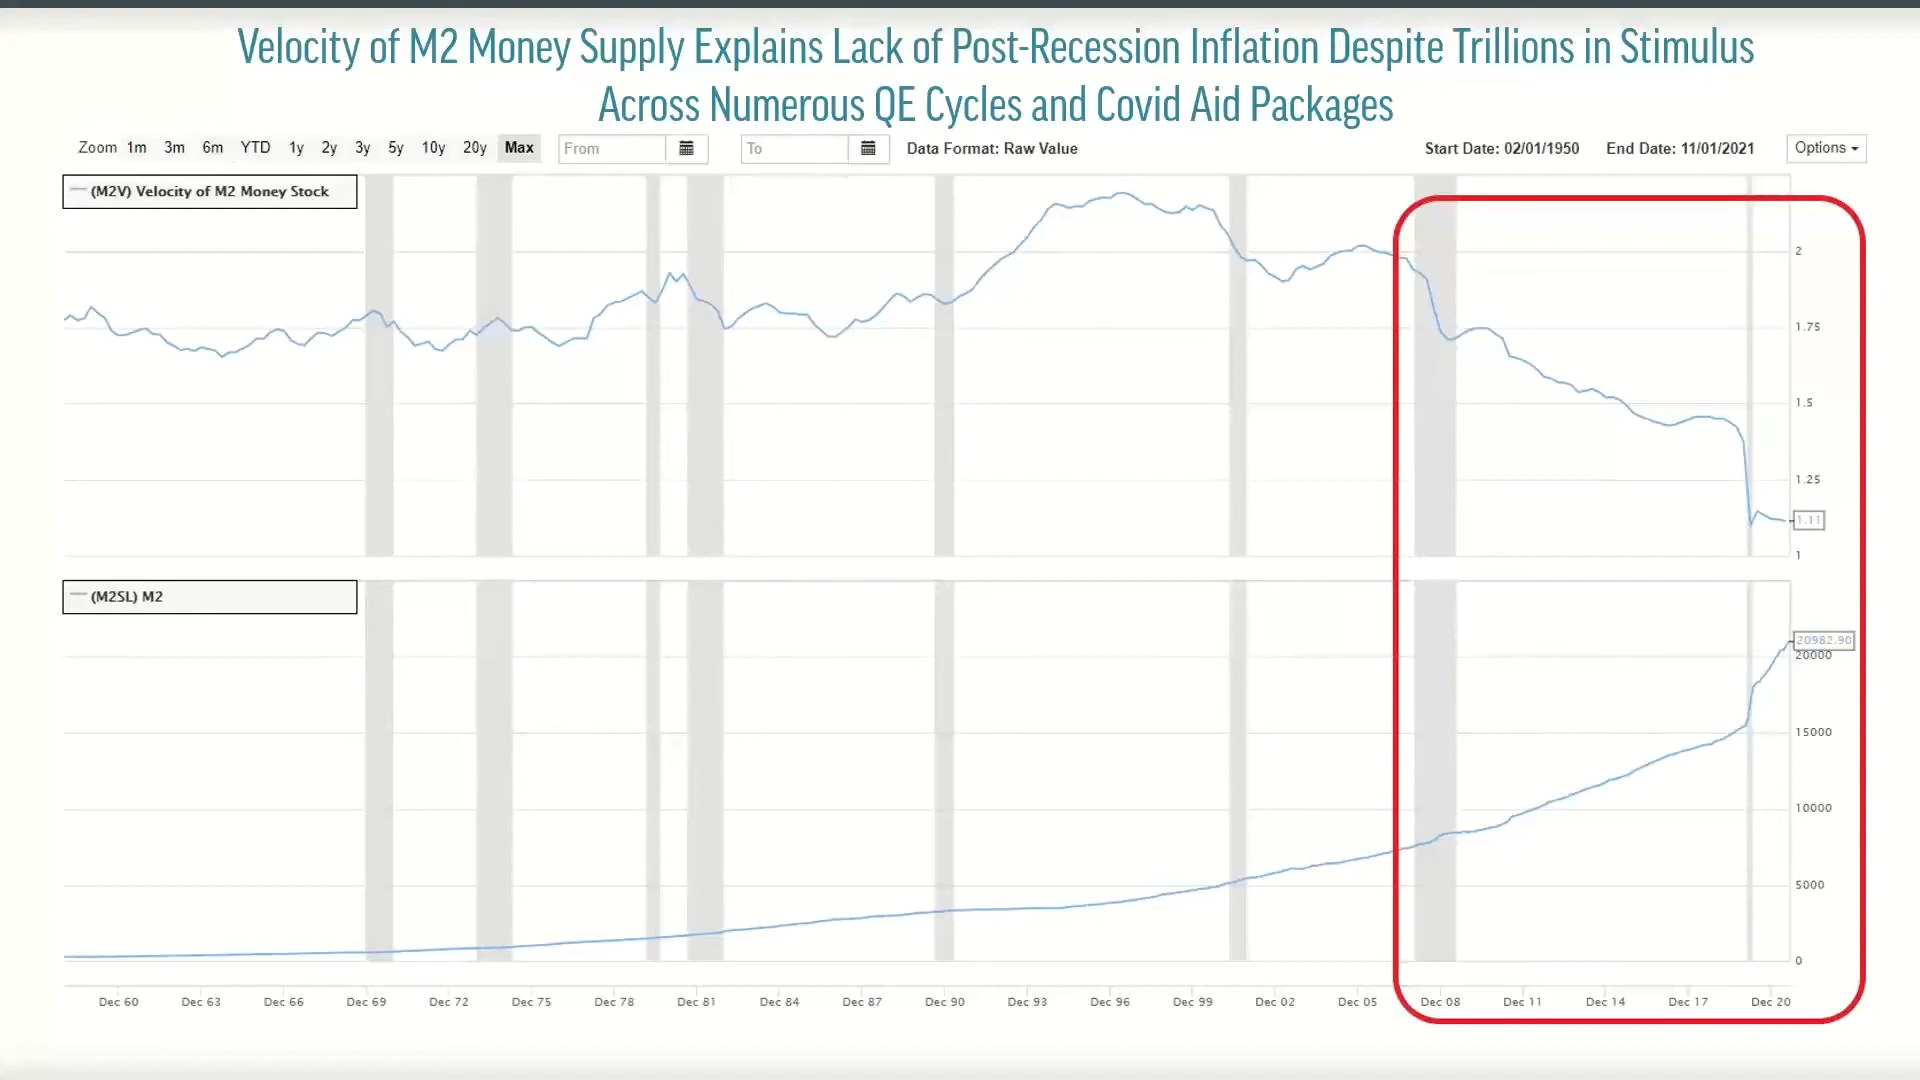 Velocity of M2 Money Supply Explains Lack of Post-Recession Inflation Despite Trillions in Stimulus
Across Numerous QE Cycles and Covid Aid Packages
Zoom 1m 3m 6m YTD 1y 2y 3y 5y 10y 20y Max From To Data Format: Raw Value Start Date: 02/01/1950 End Date: 11/01/2021 Options
(M2V) Velocity of M2 Money Stock
2
1.75
1.5
1.25
1.11
1
(M2SL) M2
20982.90
20000
15000
10000
5000
0
Dec 60 Dec 63 Dec 66 Dec 69 Dec 72 Dec 75 Dec 78 Dec 81 Dec 84 Dec 87 Dec 90 Dec 93 Dec 96 Dec 99 Dec 02 Dec 05 Dec 08 Dec 11 Dec 14 Dec 17 Dec 20